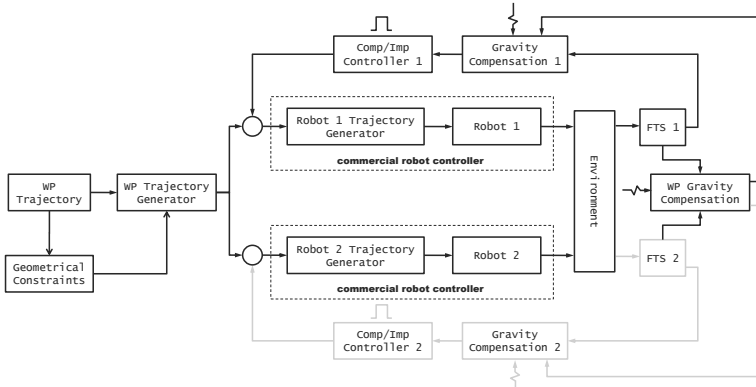 Comp/Imp
Controller 1
Gravity
Compensation 1
Robot 1 Trajectory
Generator
Robot 1
commercial robot controller
FTS 1
Environment
WP
Trajectory
WP Trajectory
Generator
WP Gravity
Compensation
Geometrical
Constraints
Robot 2 Trajectory
Generator
Robot 2
commercial robot controller
FTS 2
Comp/Imp
Controller 2
Gravity
Compensation 2